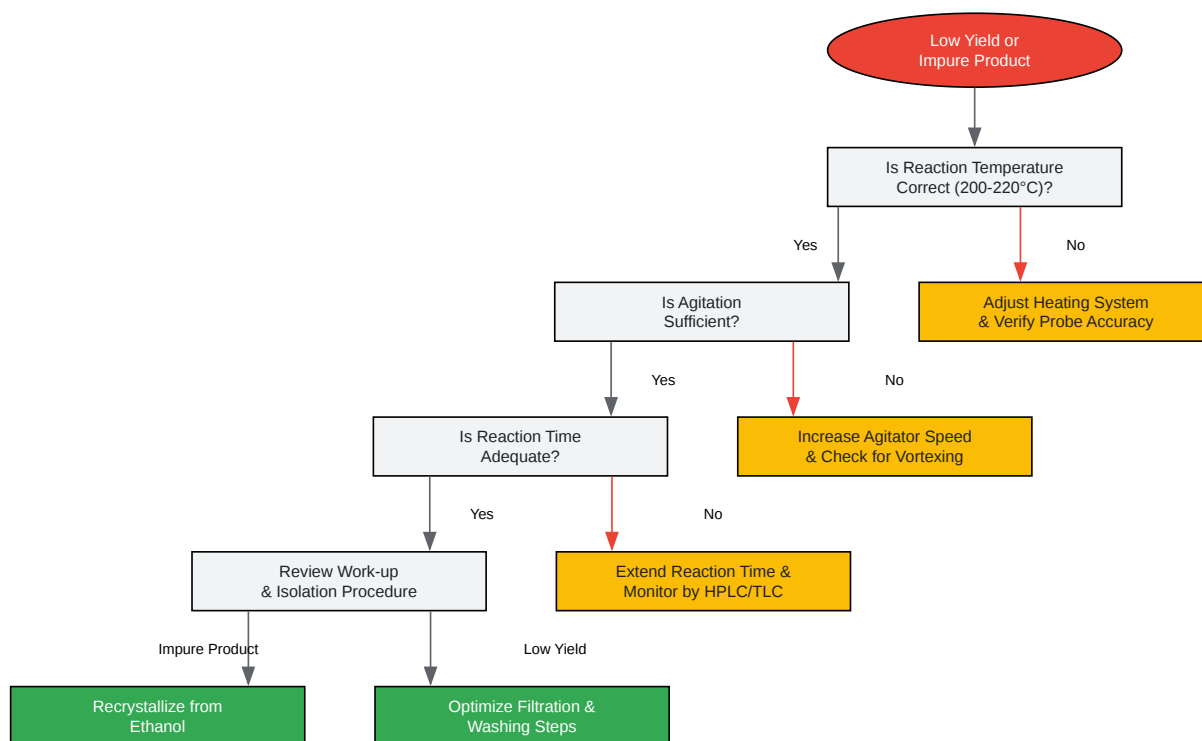 Low Yield or
Impure Product
Is Reaction Temperature
Correct (200-220°C)?
Yes
No
Is Agitation
Sufficient?
Adjust Heating System
& Verify Probe Accuracy
Yes
No
Is Reaction Time
Adequate?
Increase Agitator Speed
& Check for Vortexing
Yes
No
Review Work-up
& Isolation Procedure
Extend Reaction Time &
Monitor by HPLC/TLC
Impure Product
Low Yield
Recrystallize from
Ethanol
Optimize Filtration &
Washing Steps